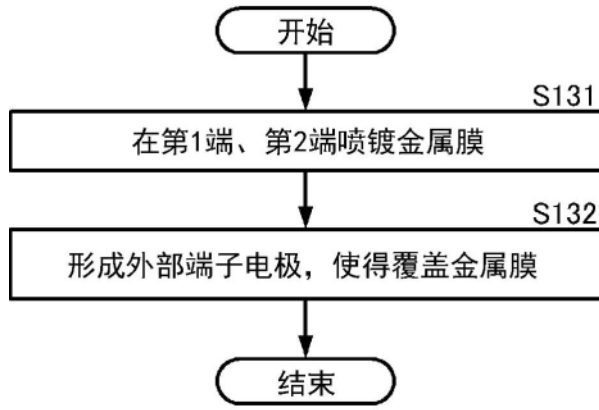 开始
S131
在第1端、第2端喷镀金属膜
S132
形成外部端子电极，使得覆盖金属膜
结束